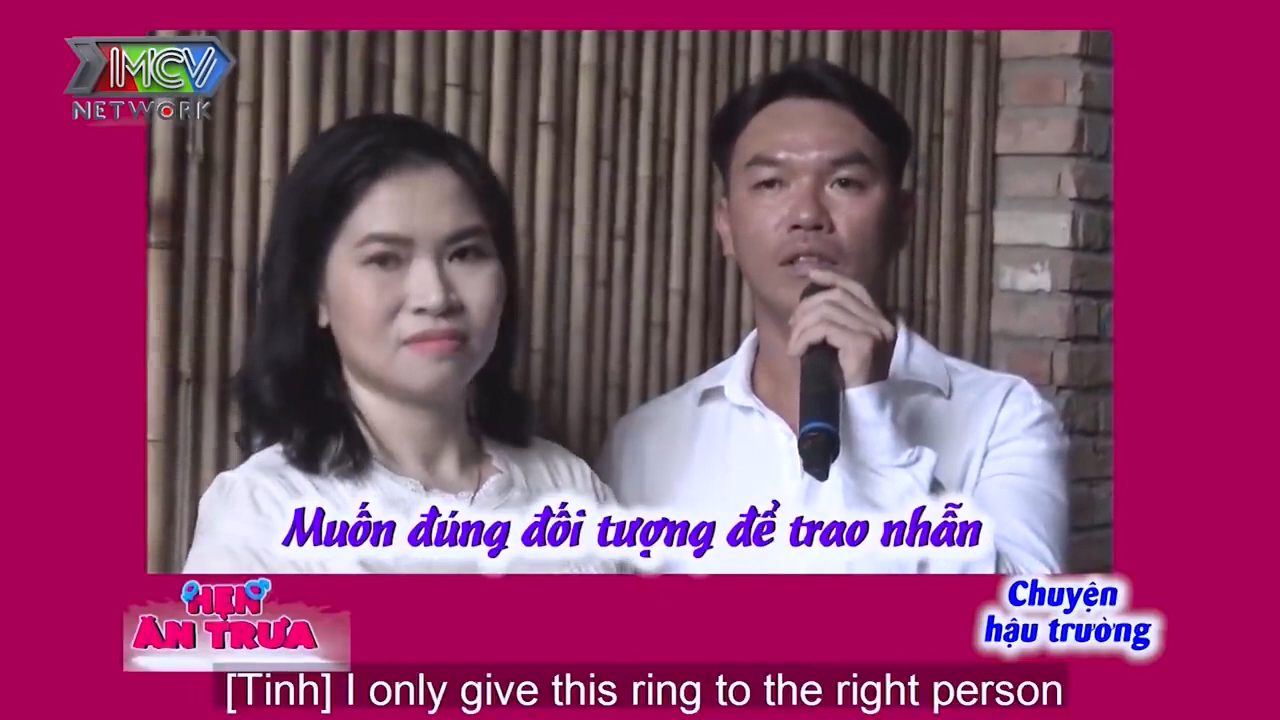 MCV
NETWORK
Muốn đúng đối tượng để trao nhẫn
HẸN
ĂN TRƯA
Chuyện
hậu trường
[Tinh] I only give this ring to the right person